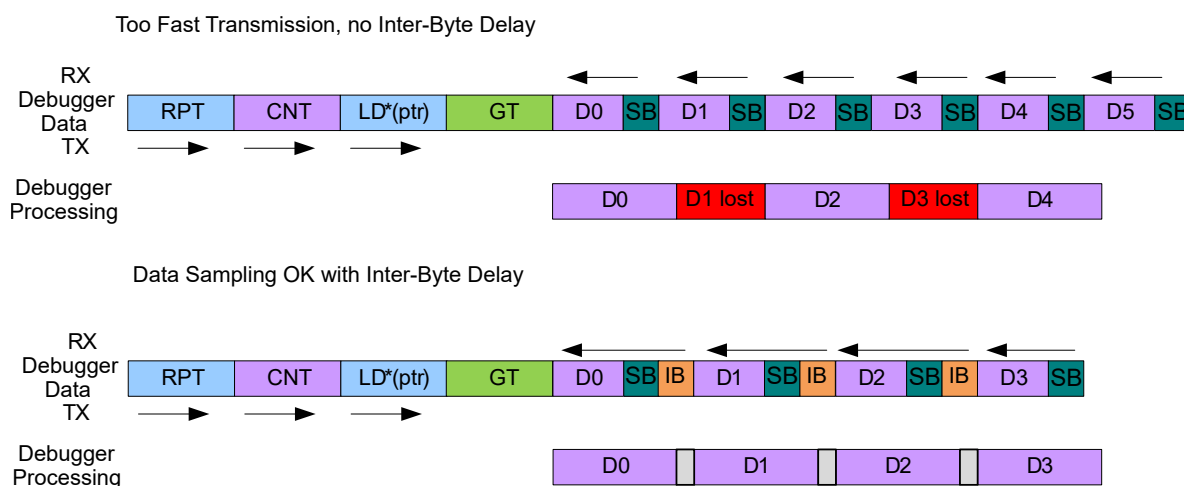 Too Fast Transmission, no Inter-Byte Delay
RX
Debugger
Data
TX
RPT CNT LD*(ptr) GT D0 SB D1 SB D2 SB D3 SB D4 SB D5 SB
Debugger
Processing
D0 D1 lost D2 D3 lost D4
Data Sampling OK with Inter-Byte Delay
RX
Debugger
Data
TX
RPT CNT LD*(ptr) GT D0 SB IB D1 SB IB D2 SB IB D3 SB
Debugger
Processing
D0 D1 D2 D3